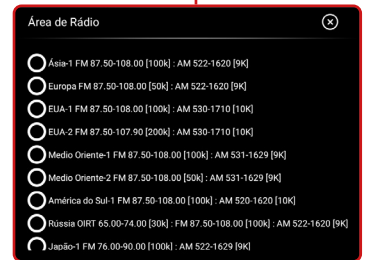 Área de Rádio
Ásia-1 FM 87.50-108.00 [100k] : AM 522-1620 [9K]
Europa FM 87.50-108.00 [50k] : AM 522-1620 [9K]
EUA-1 FM 87.50-108.00 [100k] : AM 530-1710 [10K]
EUA-2 FM 87.50-107.90 [200k] : AM 530-1710 [10K]
Medio Oriente-1 FM 87.50-108.00 [100k] : AM 531-1629 [9K]
Medio Oriente-2 FM 87.50-108.00 [50k] : AM 531-1629 [9K]
América do Sul-1 FM 87.50-108.00 [100k] : AM 520-1620 [10K]
Rússia OIRT 65.00-74.00 [30k] : FM 87.50-108.00 [100k] : AM 522-1620 [9K]
Japão-1 FM 76.00-90.00 [100k] : AM 522-1629 [9K]